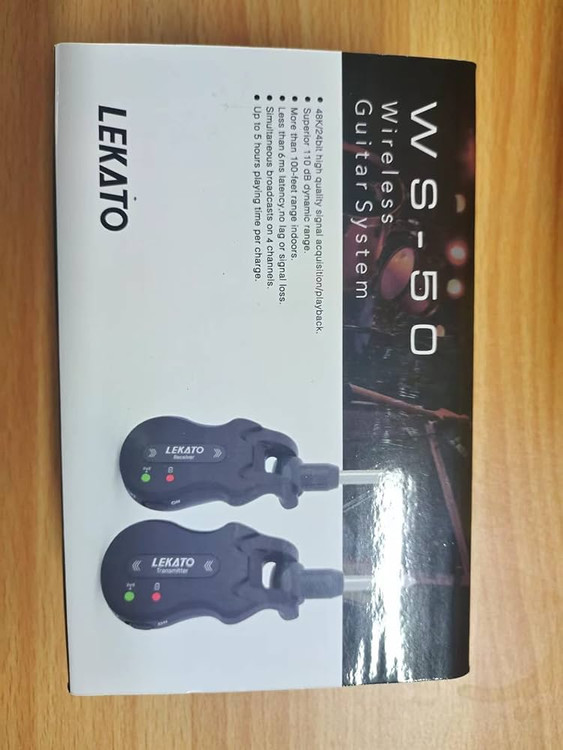 WS-50
Wireless
Guitar System
48K/24bit high quality signal acquisition/playback.
Superior 110 dB dynamic range.
More than 100-feet range indoors.
Less than 6ms latency,no lag or signal loss.
Simultaneous broadcasts on 4 channels.
Up to 5 hours playing time per charge.
LEKATO
LEKATO
Receiver
ON
LEKATO
Transmitter
ON